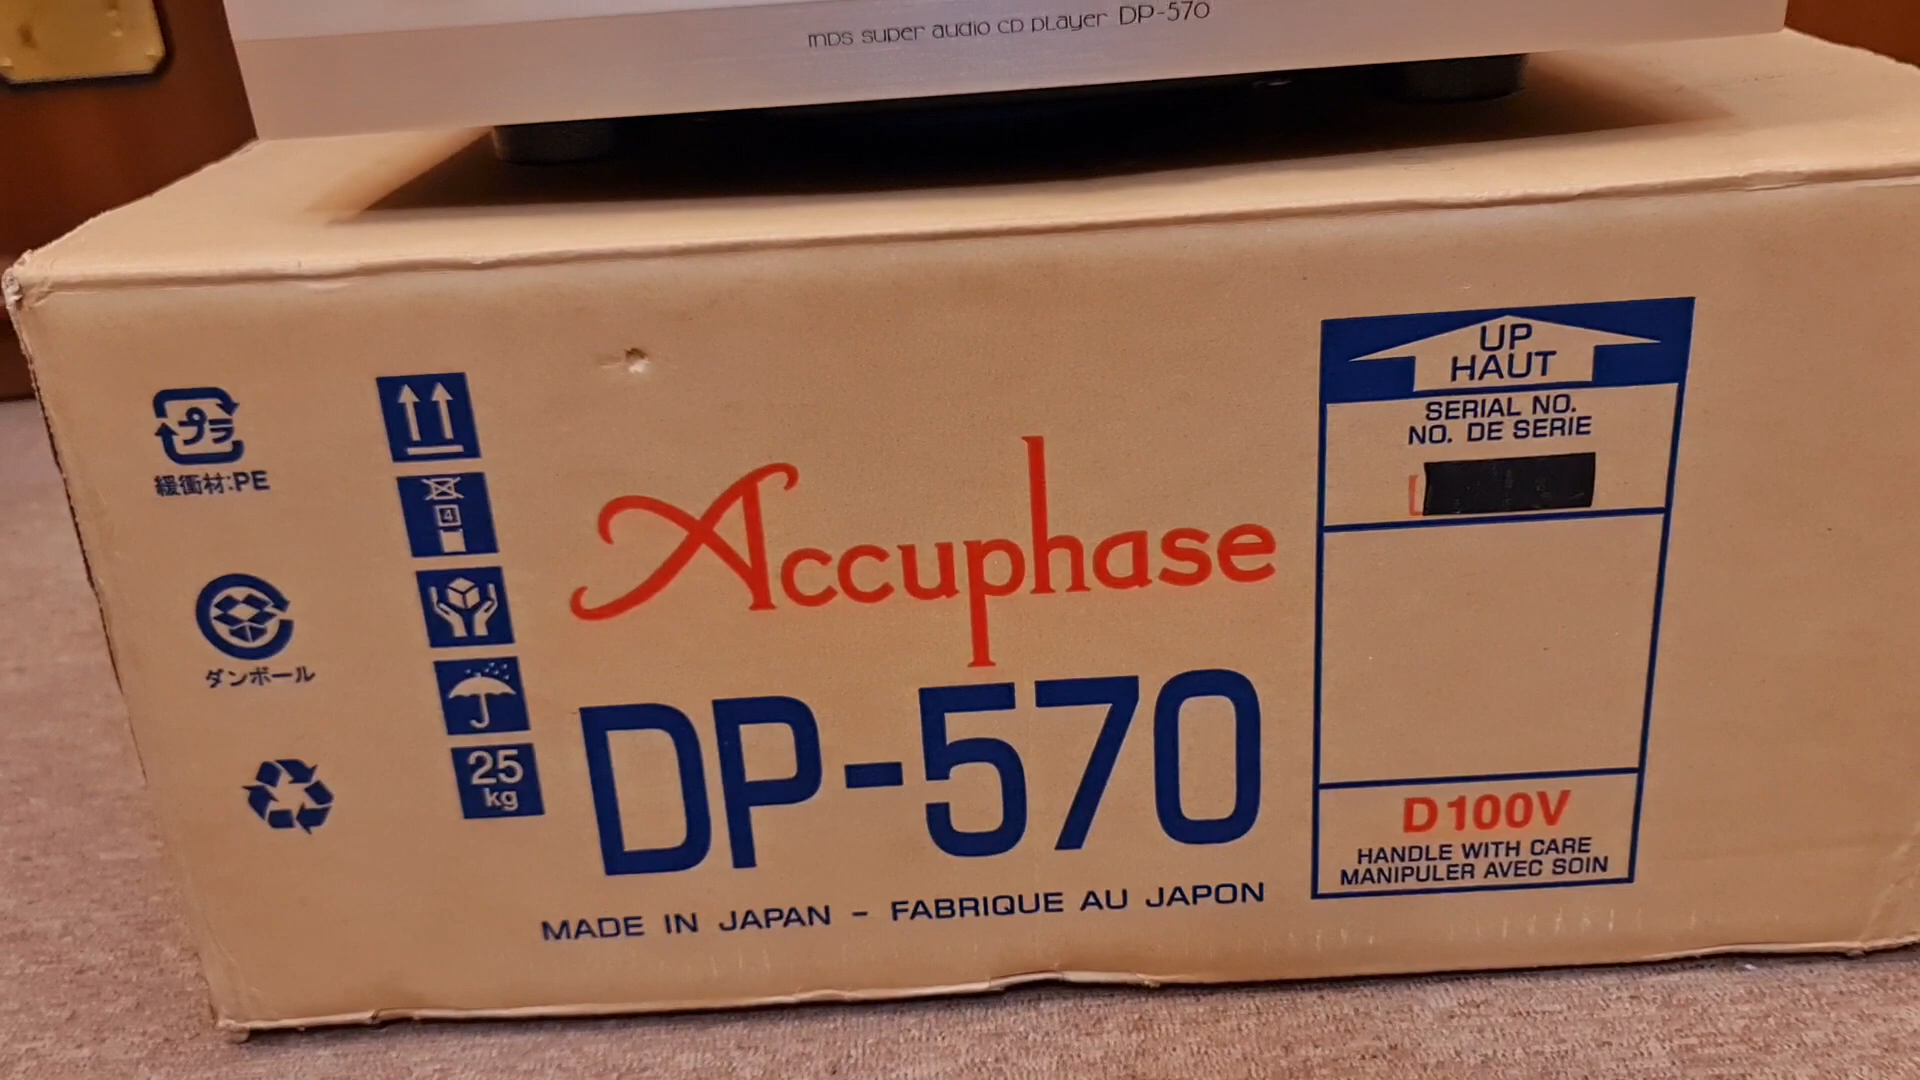 MDS SUPER AUDIO CD PLAYER DP-570
プラ
緩衝材:PE
ダンボール
4
25
kg
Accuphase
DP-570
MADE IN JAPAN - FABRIQUE AU JAPON
UP
HAUT
SERIAL NO.
NO. DE SERIE
D100V
HANDLE WITH CARE
MANIPULER AVEC SOIN